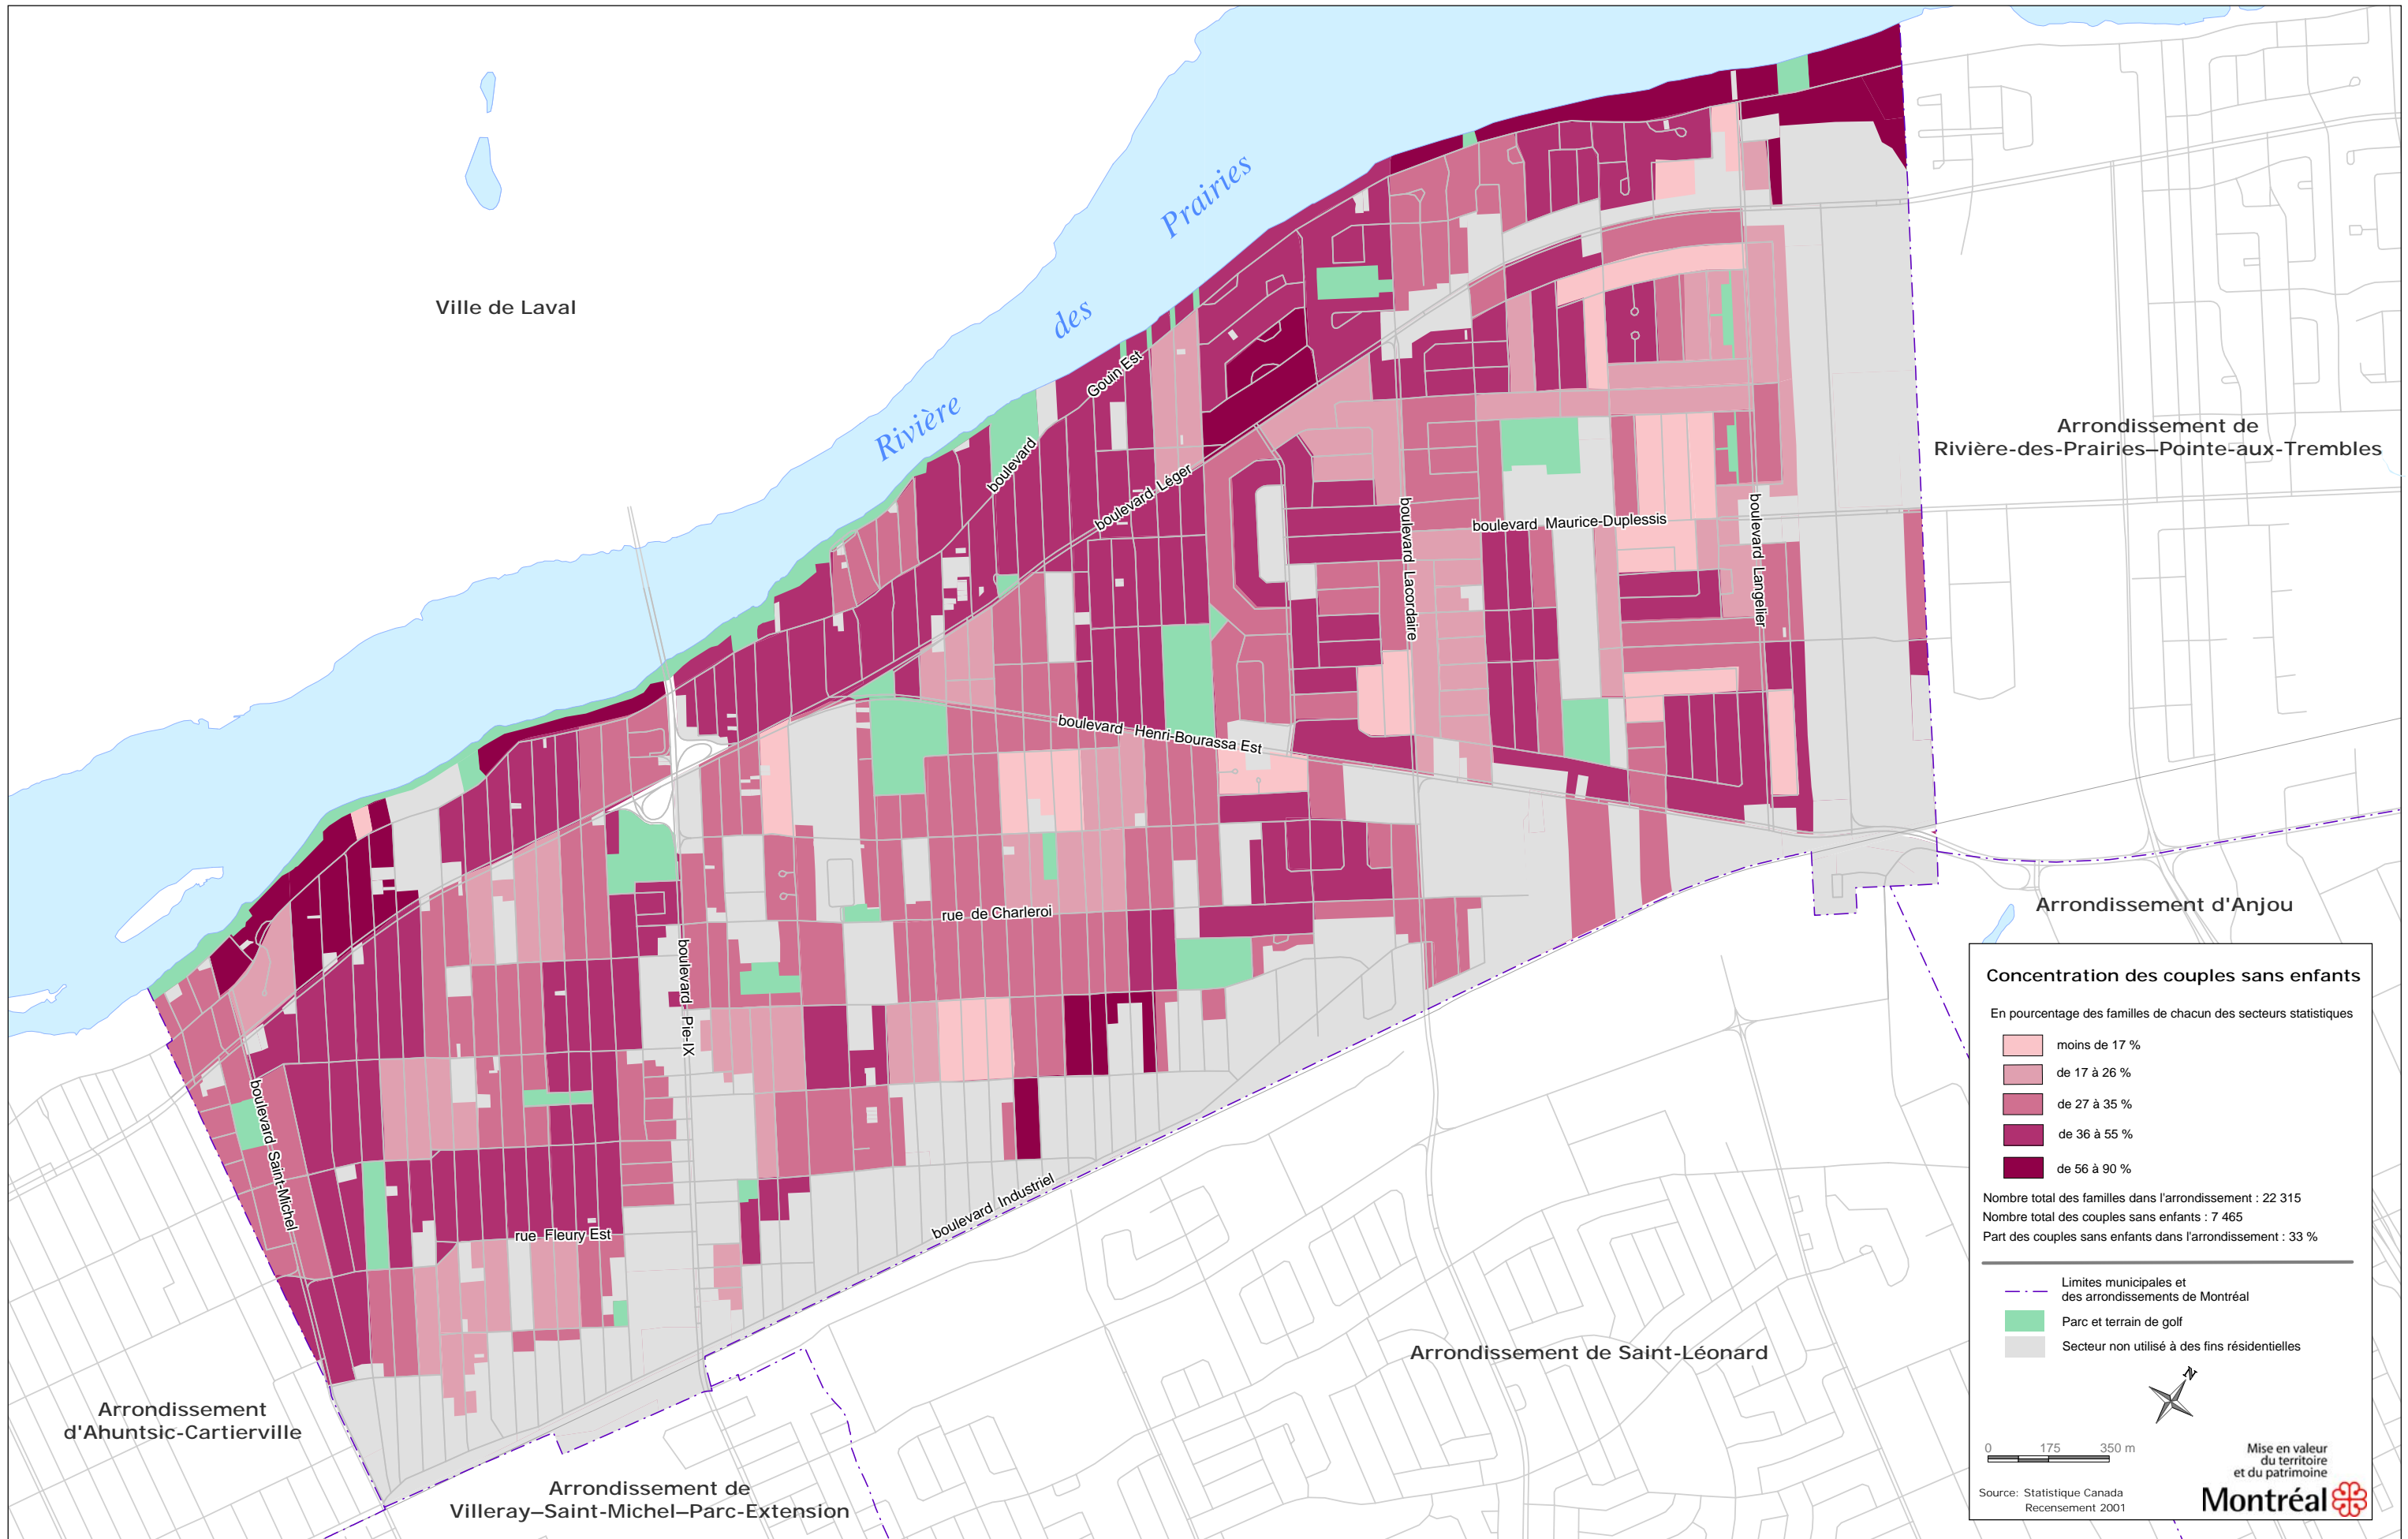 Ville de Laval
Rivière
des
Prairies
boulevard
Gouin Est
boulevard Léger
boulevard Maurice-Duplessis
boulevard Lacordaire
boulevard Langelier
boulevard Henri-Bourassa Est
rue de Charleroi
boulevard Pie-IX
boulevard Saint-Michel
rue Fleury Est
boulevard Industriel
Arrondissement de
Rivière-des-Prairies–Pointe-aux-Trembles
Arrondissement d'Anjou
Arrondissement de Saint-Léonard
Arrondissement
d'Ahuntsic-Cartierville
Arrondissement de
Villeray–Saint-Michel–Parc-Extension
Concentration des couples sans enfants
En pourcentage des familles de chacun des secteurs statistiques
moins de 17 %
de 17 à 26 %
de 27 à 35 %
de 36 à 55 %
de 56 à 90 %
Nombre total des familles dans l'arrondissement : 22 315
Nombre total des couples sans enfants : 7 465
Part des couples sans enfants dans l'arrondissement : 33 %
Limites municipales et
des arrondissements de Montréal
Parc et terrain de golf
Secteur non utilisé à des fins résidentielles
N
0 175 350 m
Mise en valeur
du territoire
et du patrimoine
Source: Statistique Canada
Recensement 2001
Montréal